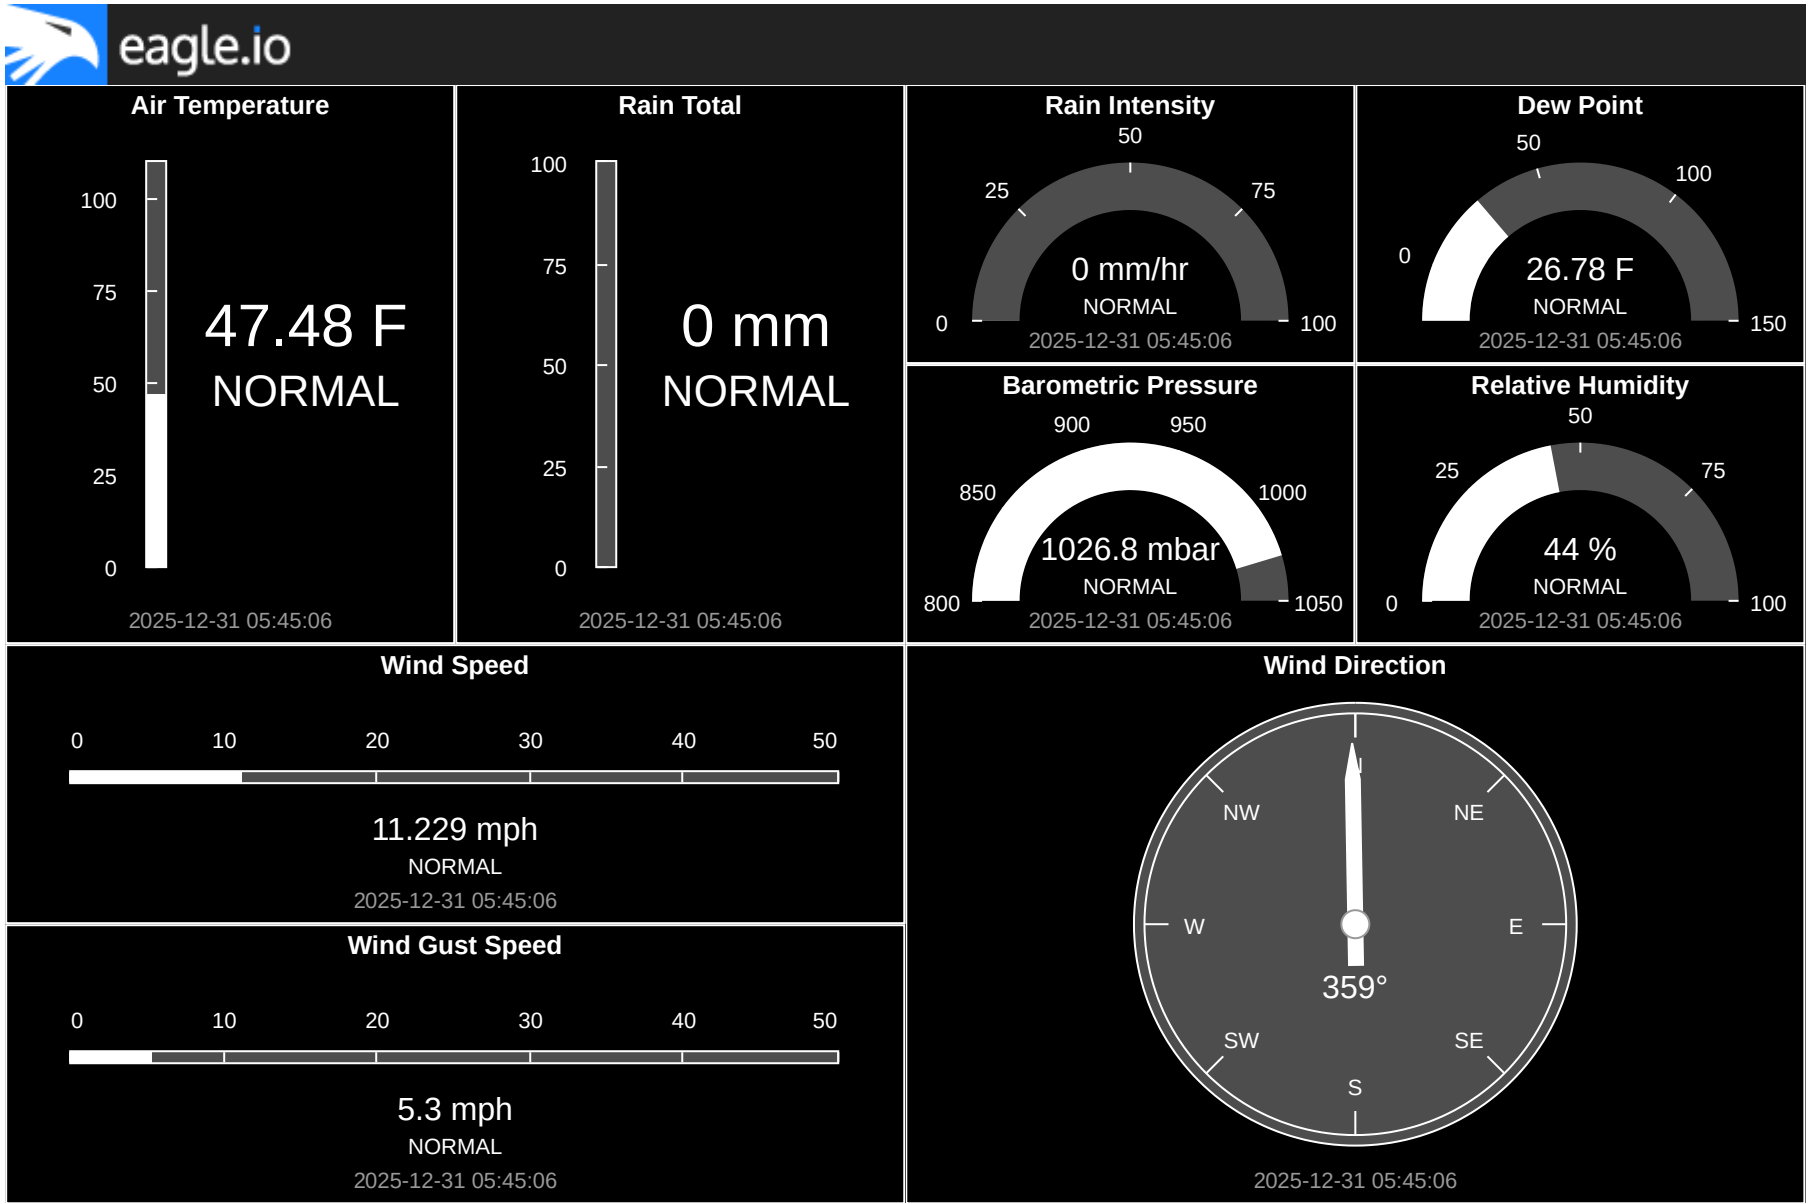 eagle.io
Air Temperature
100
75
50
25
0
47.48 F
NORMAL
2025-12-31 05:45:06
Rain Total
100
75
50
25
0
0 mm
NORMAL
2025-12-31 05:45:06
Rain Intensity
0
25
50
75
100
0 mm/hr
NORMAL
2025-12-31 05:45:06
Dew Point
0
50
100
150
26.78 F
NORMAL
2025-12-31 05:45:06
Barometric Pressure
800
850
900
950
1000
1050
1026.8 mbar
NORMAL
2025-12-31 05:45:06
Relative Humidity
0
25
50
75
100
44 %
NORMAL
2025-12-31 05:45:06
Wind Speed
0 10 20 30 40 50
11.229 mph
NORMAL
2025-12-31 05:45:06
Wind Gust Speed
0 10 20 30 40 50
5.3 mph
NORMAL
2025-12-31 05:45:06
Wind Direction
NW NE
W E
359°
SW SE
S
2025-12-31 05:45:06